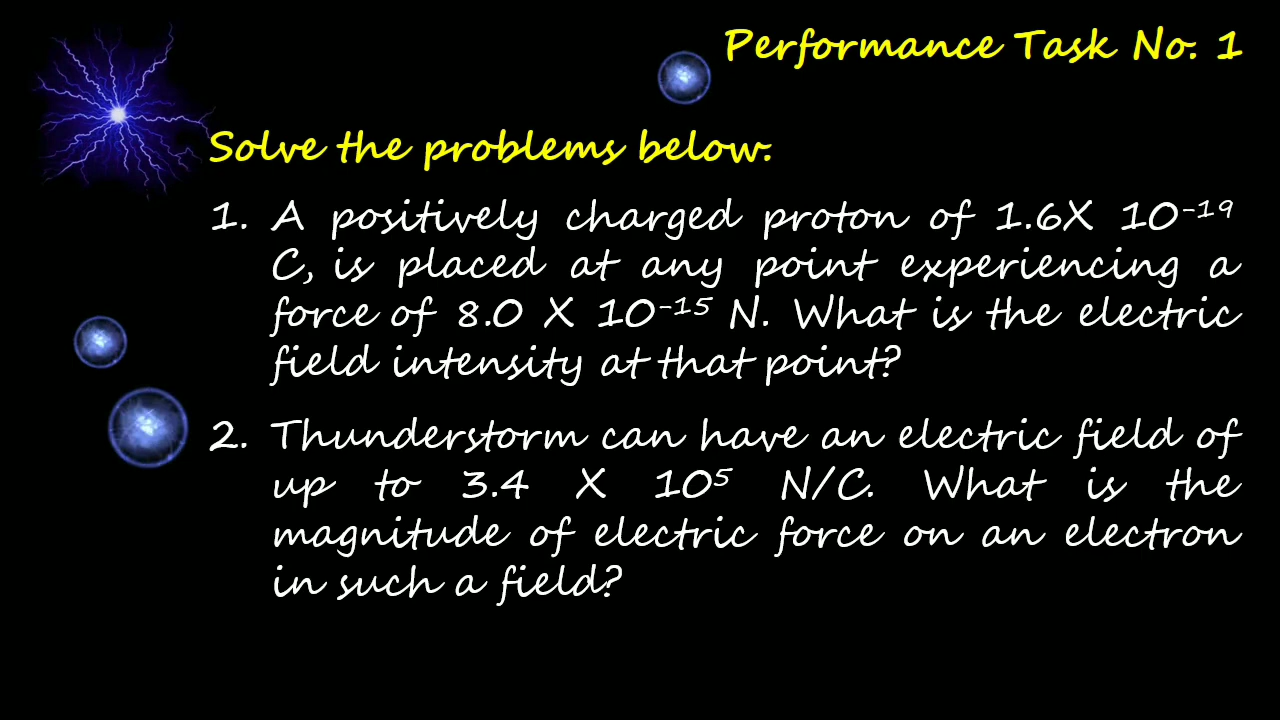 Performance Task No. 1
Solve the problems below.
1. A positively charged proton of 1.6X 10⁻¹⁹
C, is placed at any point experiencing a
force of 8.0 X 10⁻¹⁵ N. What is the electric
field intensity at that point?
2. Thunderstorm can have an electric field of
up to 3.4 X 10⁵ N/C. What is the
magnitude of electric force on an electron
in such a field?